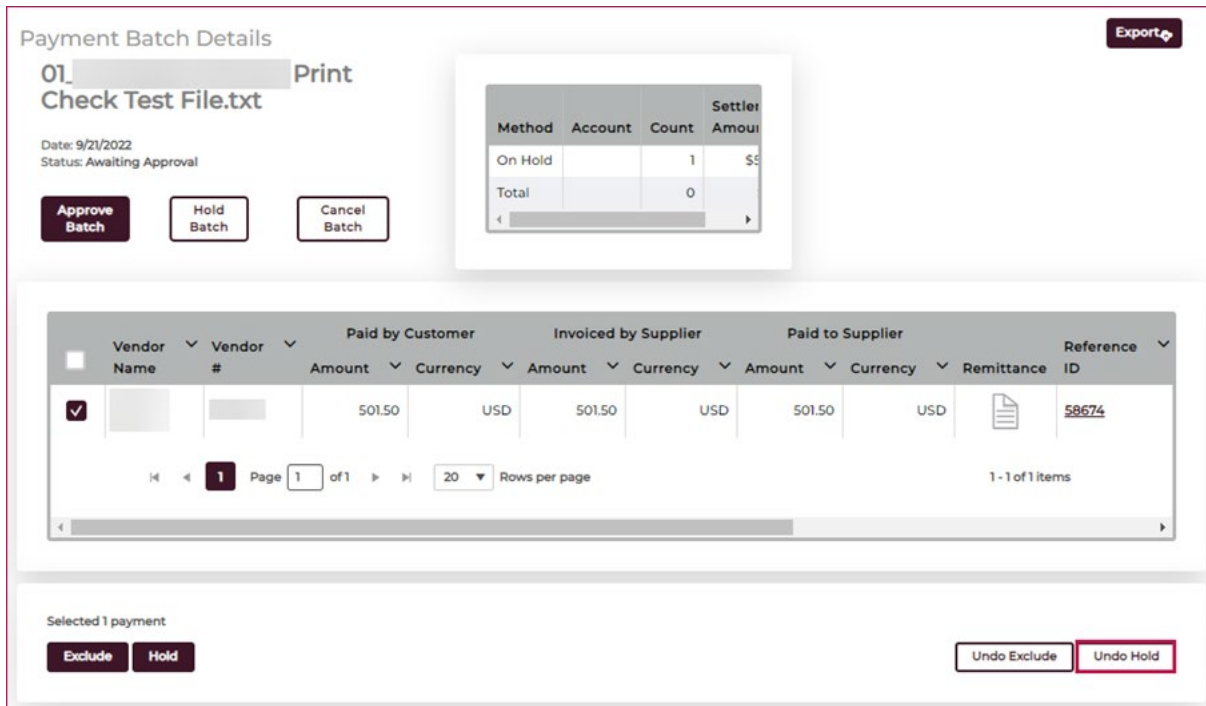 Payment Batch Details
Export
01_ Print
Check Test File.txt
Date: 9/21/2022
Status: Awaiting Approval
Approve
Batch
Hold
Batch
Cancel
Batch
Method Account Count
On Hold 1
Total 0
Paid by Customer Invoiced by Supplier Paid to Supplier
Vendor Name Vendor # Amount Currency Amount Currency Amount Currency Remittance Reference ID
501.50 USD 501.50 USD 501.50 USD 58674
1 Page 1 of 1 20 Rows per page 1 - 1 of 1 items
Selected 1 payment
Exclude Hold Undo Exclude Undo Hold